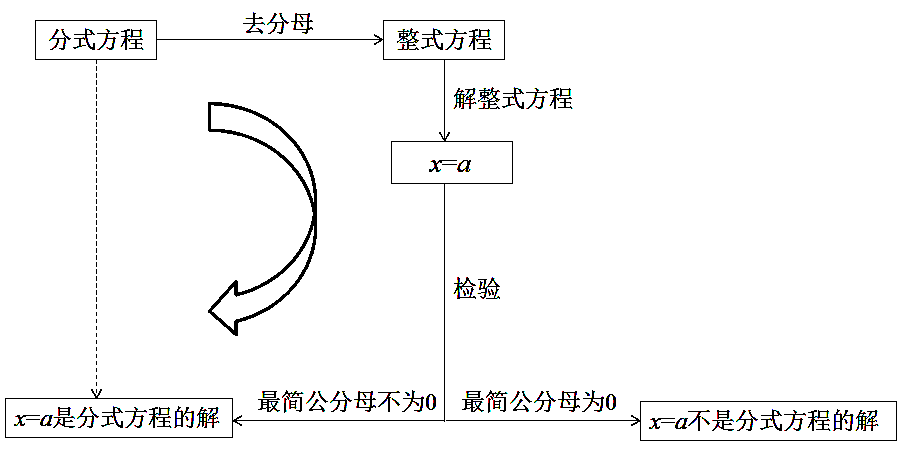 去分母
分式方程
整式方程
解整式方程
x=a
检验
最简公分母不为0
最简公分母为0
x=a是分式方程的解
x=a不是分式方程的解